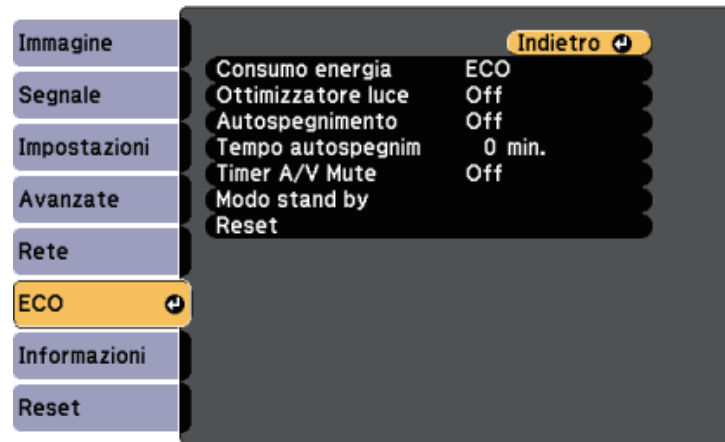 Immagine
Segnale
Impostazioni
Avanzate
Rete
ECO
Informazioni
Reset
Indietro
Consumo energia ECO
Ottimizzatore luce Off
Autospegnimento Off
Tempo autospegnim 0 min.
Timer A/V Mute Off
Modo stand by
Reset